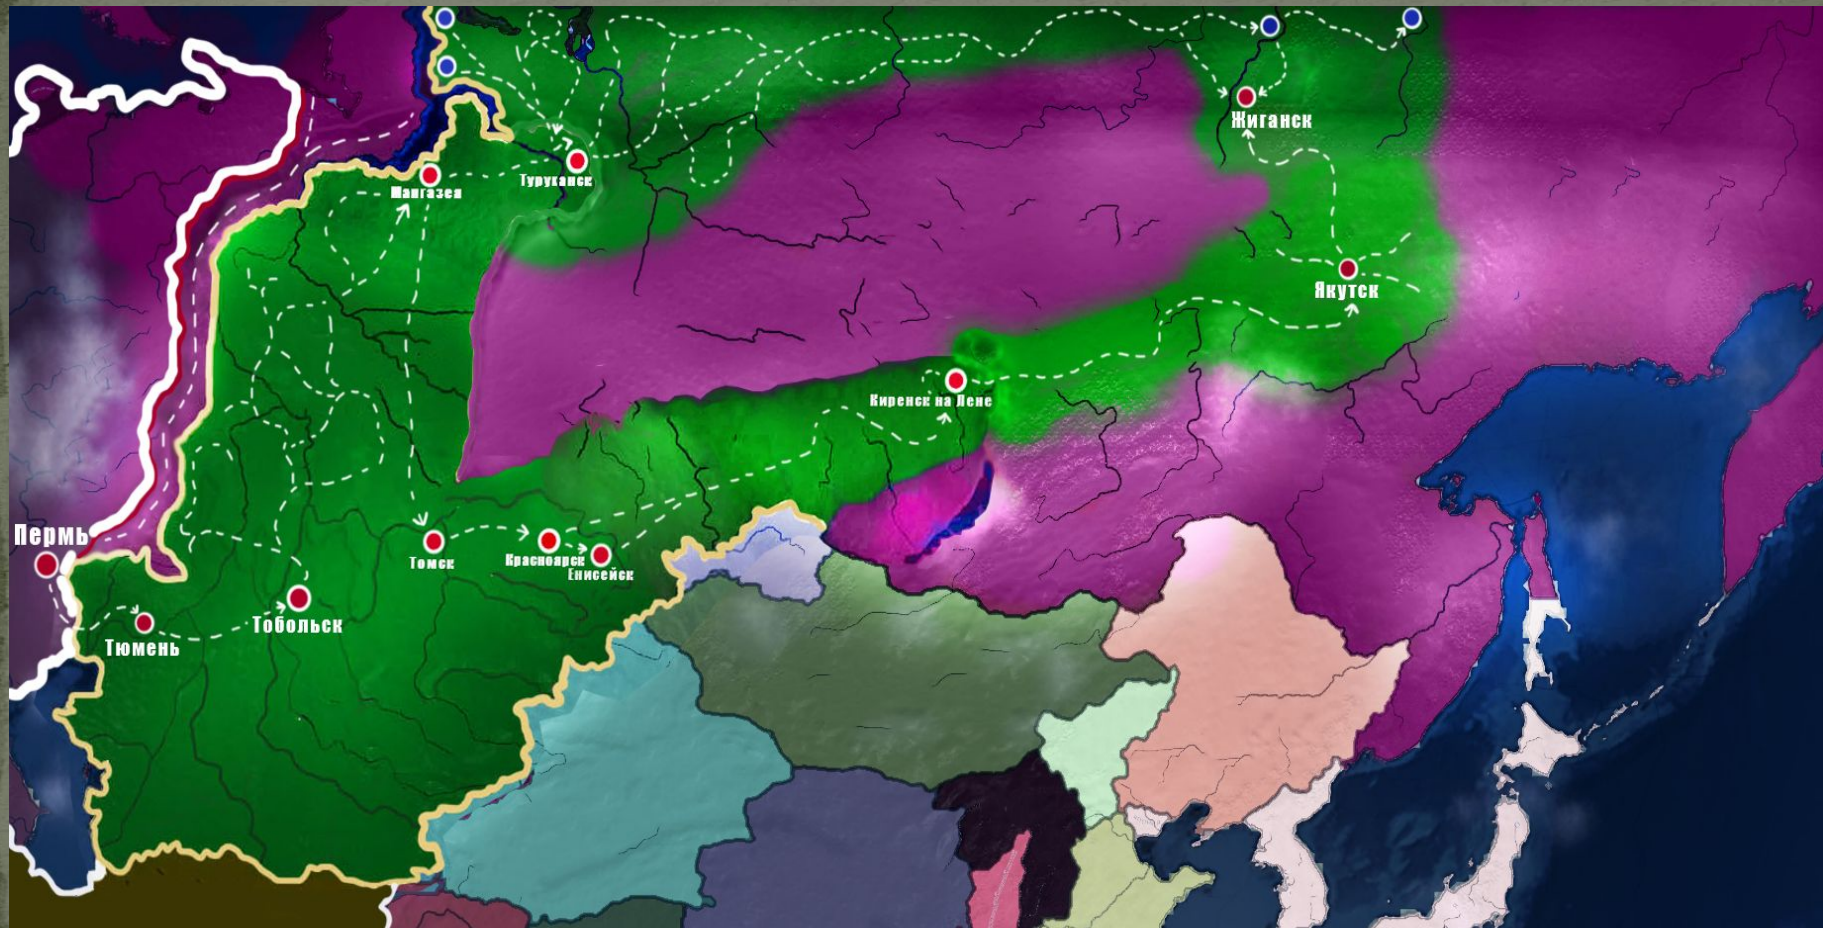 Жиганск
Туруханск
Мангазея
Якутск
Киренск на Лене
Пермь
Томск
Красноярск
Енисейск
Тобольск
Тюмень